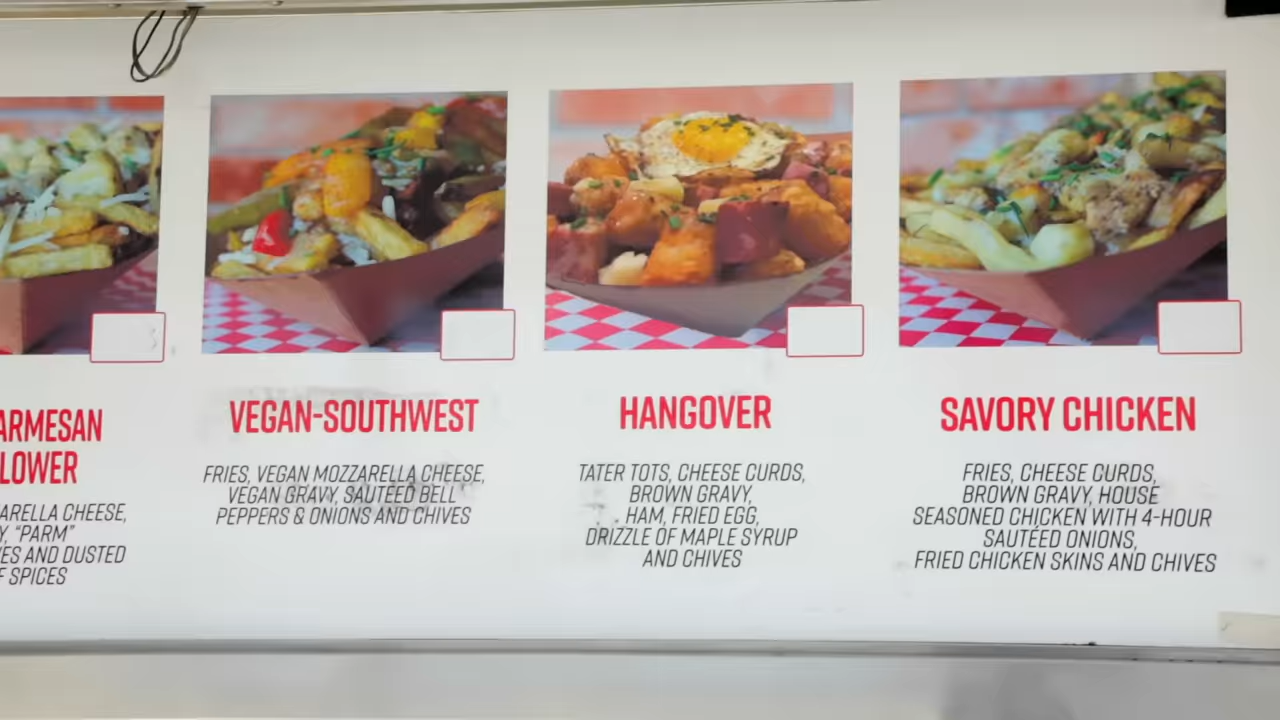 ARMESAN
LOWER
ARELLA CHEESE,
Y, "PARM"
ES AND DUSTED
F SPICES
VEGAN-SOUTHWEST
FRIES, VEGAN MOZZARELLA CHEESE,
VEGAN GRAVY, SAUTÉED BELL
PEPPERS & ONIONS AND CHIVES
HANGOVER
TATER TOTS, CHEESE CURDS,
BROWN GRAVY,
HAM, FRIED EGG,
DRIZZLE OF MAPLE SYRUP
AND CHIVES
SAVORY CHICKEN
FRIES, CHEESE CURDS,
BROWN GRAVY, HOUSE
SEASONED CHICKEN WITH 4-HOUR
SAUTÉED ONIONS,
FRIED CHICKEN SKINS AND CHIVES